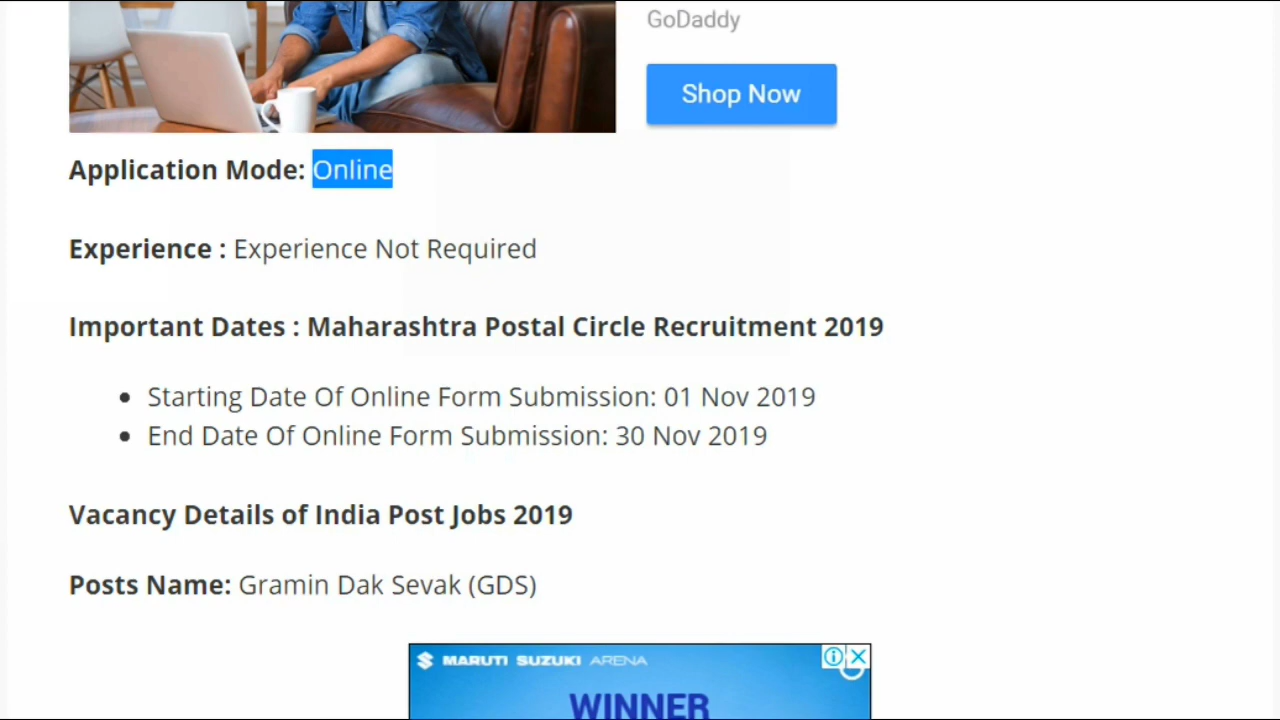 GoDaddy
Shop Now
Application Mode: Online
Experience : Experience Not Required
Important Dates : Maharashtra Postal Circle Recruitment 2019
Starting Date Of Online Form Submission: 01 Nov 2019
End Date Of Online Form Submission: 30 Nov 2019
Vacancy Details of India Post Jobs 2019
Posts Name: Gramin Dak Sevak (GDS)
MARUTI SUZUKI ARENA
WINNER